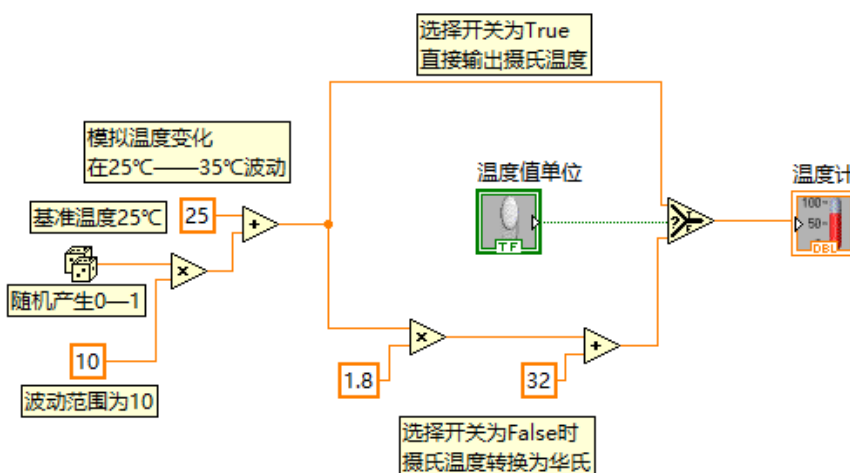 选择开关为True
直接输出摄氏温度
模拟温度变化
在25℃——35℃波动
温度值单位
温度计
基准温度25℃
25
+
?
F
100
50
TF
DBL
×
随机产生0—1
10
×
+
1.8
32
波动范围为10
选择开关为False时
摄氏温度转换为华氏